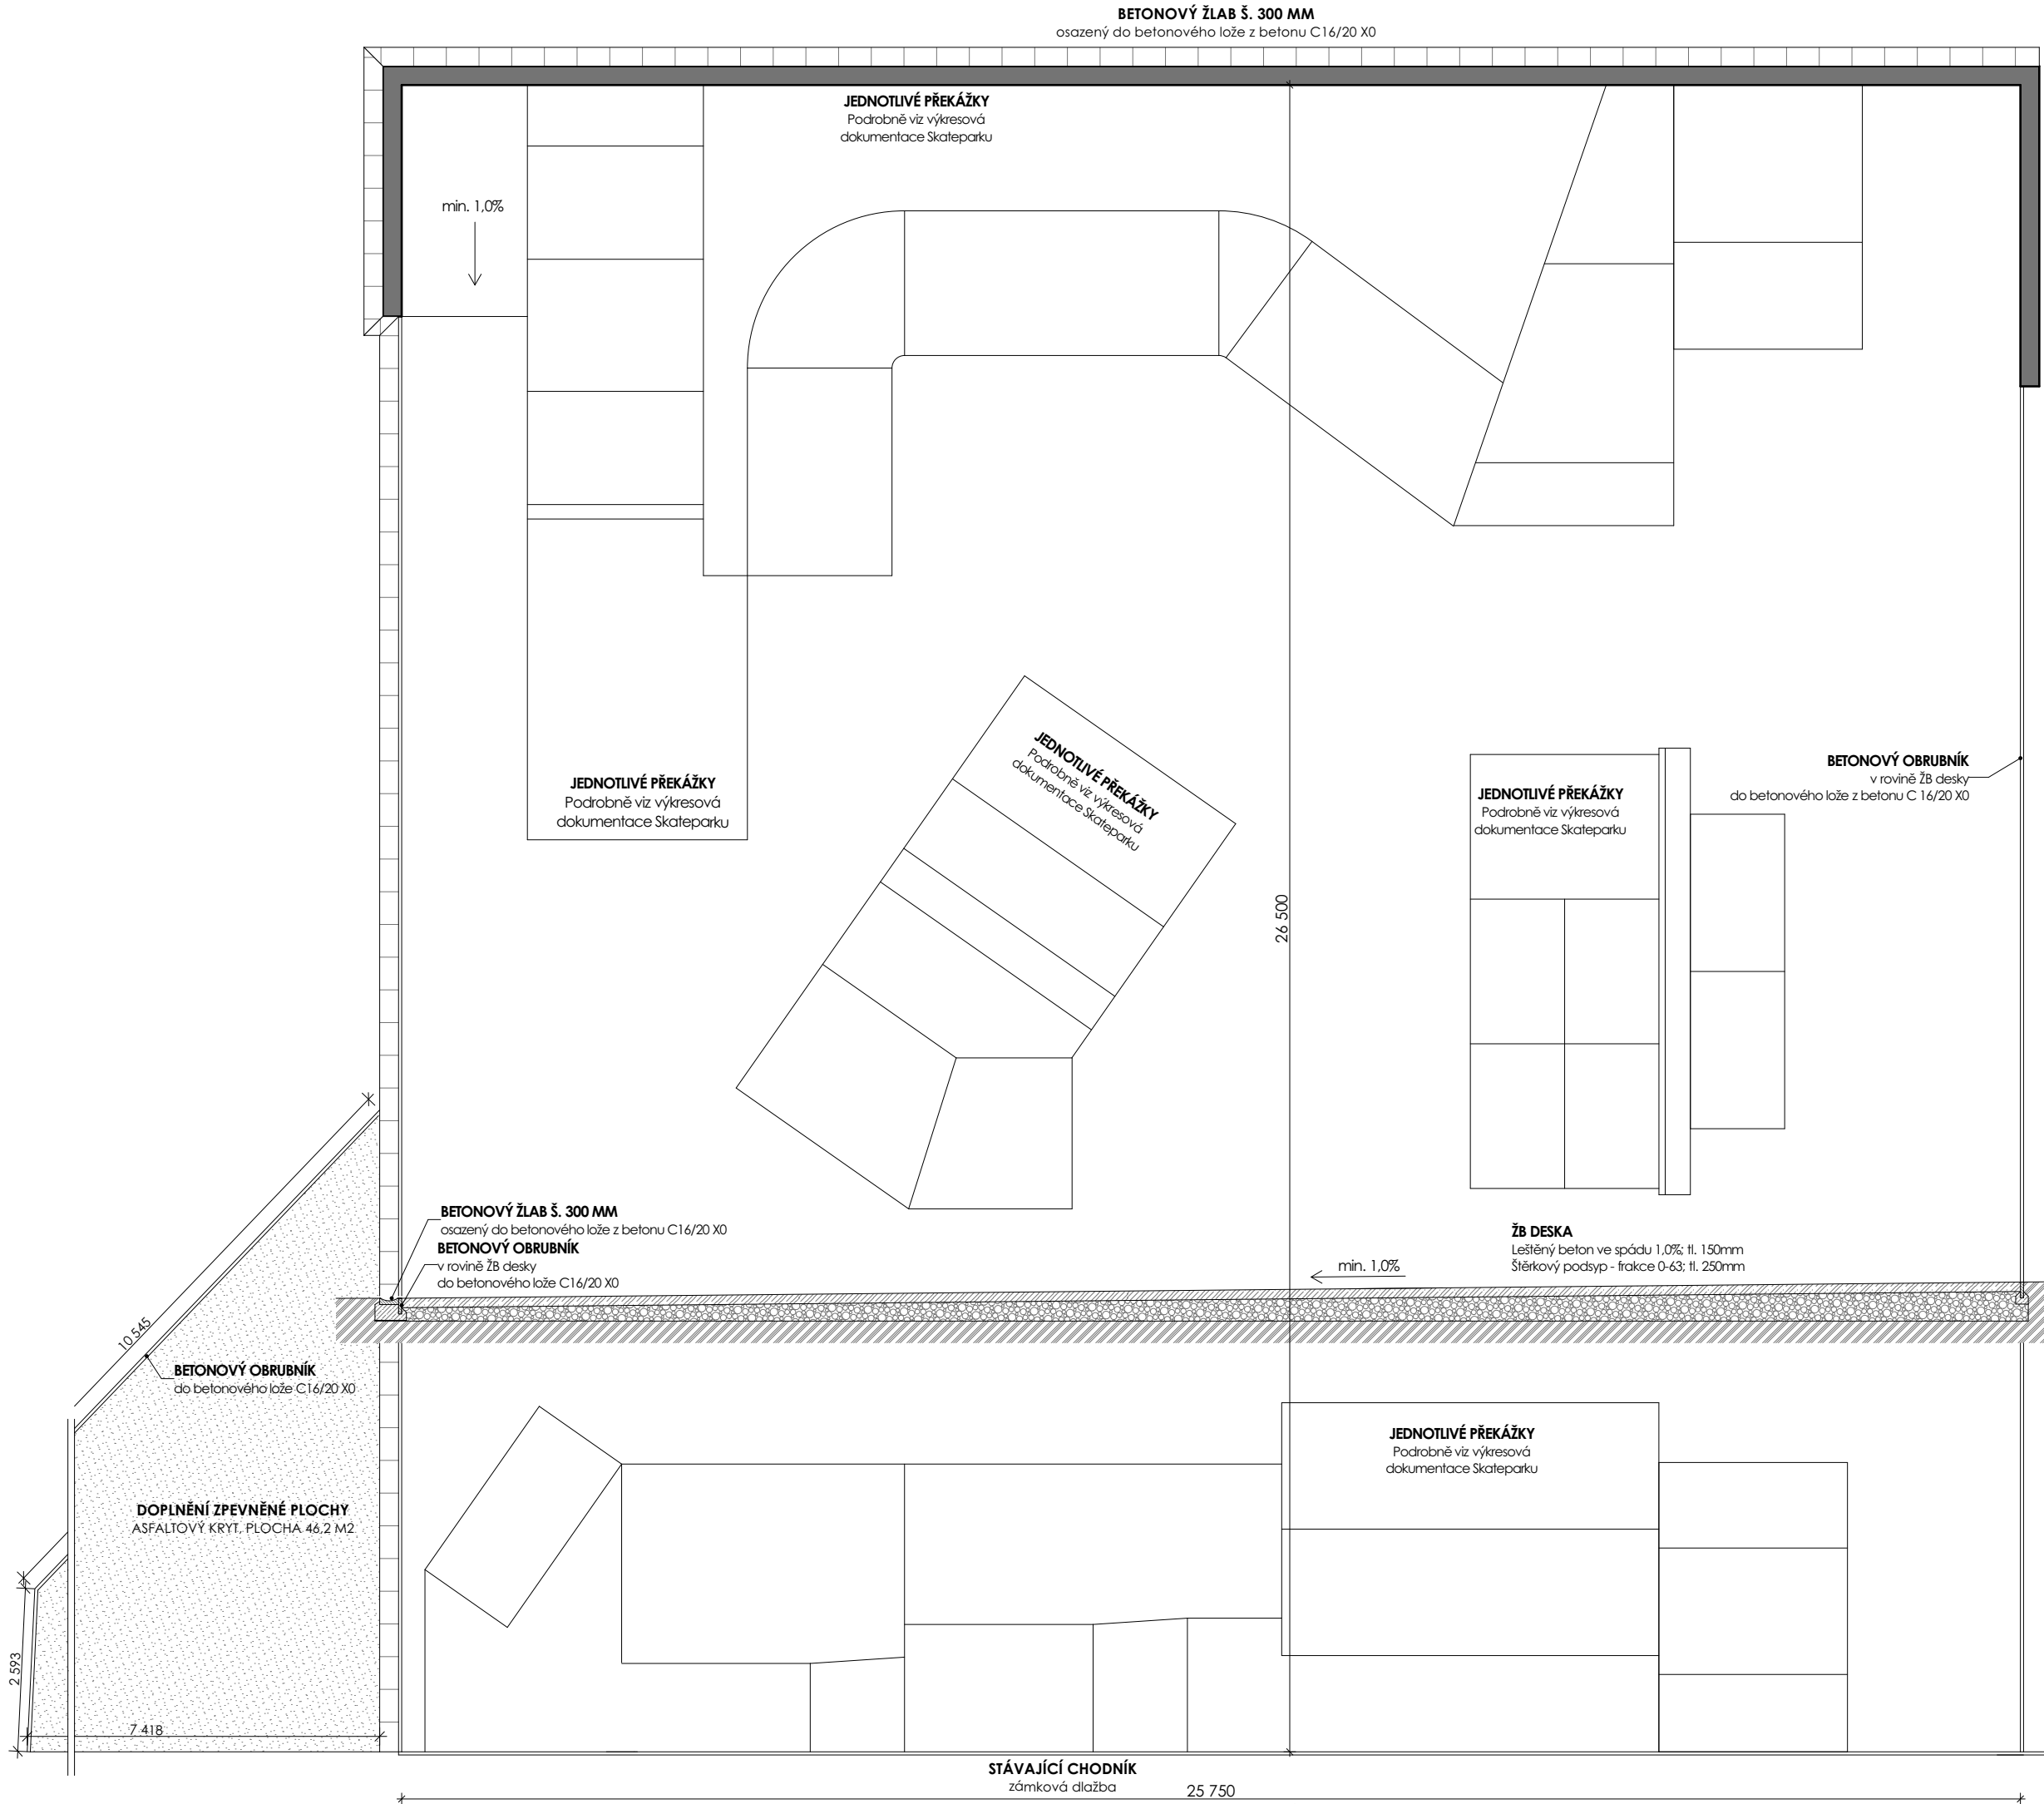 BETONOVÝ ŽLAB Š. 300 MM
osazený do betonového lože z betonu C16/20 X0
JEDNOTLIVÉ PŘEKÁŽKY
Podrobně viz výkresová
dokumentace Skateparku
min. 1,0%
JEDNOTLIVÉ PŘEKÁŽKY
Podrobně viz výkresová
dokumentace Skateparku
JEDNOTLIVÉ PŘEKÁŽKY
Podrobně viz výkresová
dokumentace Skateparku
BETONOVÝ OBRUBNÍK
v rovině ŽB desky
do betonového lože z betonu C 16/20 X0
JEDNOTLIVÉ PŘEKÁŽKY
Podrobně viz výkresová
dokumentace Skateparku
26 500
BETONOVÝ ŽLAB Š. 300 MM
osazený do betonového lože z betonu C16/20 X0
BETONOVÝ OBRUBNÍK
v rovině ŽB desky
do betonového lože C16/20 X0
ŽB DESKA
Leštěný beton ve spádu 1,0%; tl. 150mm
Štěrkový podsyp - frakce 0-63; tl. 250mm
min. 1,0%
10 545
BETONOVÝ OBRUBNÍK
do betonového lože C16/20 X0
JEDNOTLIVÉ PŘEKÁŽKY
Podrobně viz výkresová
dokumentace Skateparku
DOPLNĚNÍ ZPEVNĚNÉ PLOCHY
ASFALTOVÝ KRYT, PLOCHA 46,2 M2
2 593
7 418
STÁVAJÍCÍ CHODNÍK
zámková dlažba
25 750